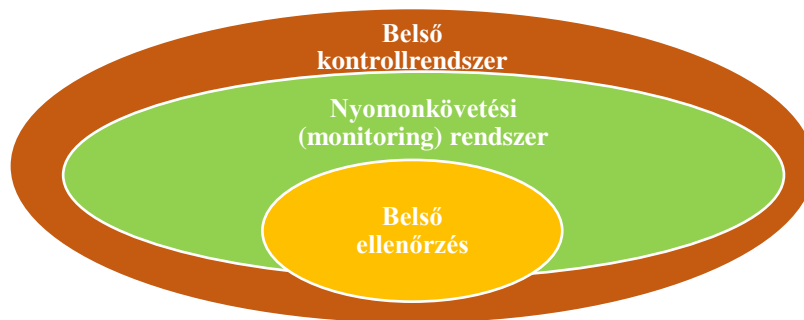 Belső
kontrollrendszer
Nyomonkövetési
(monitoring) rendszer
Belső
ellenőrzés